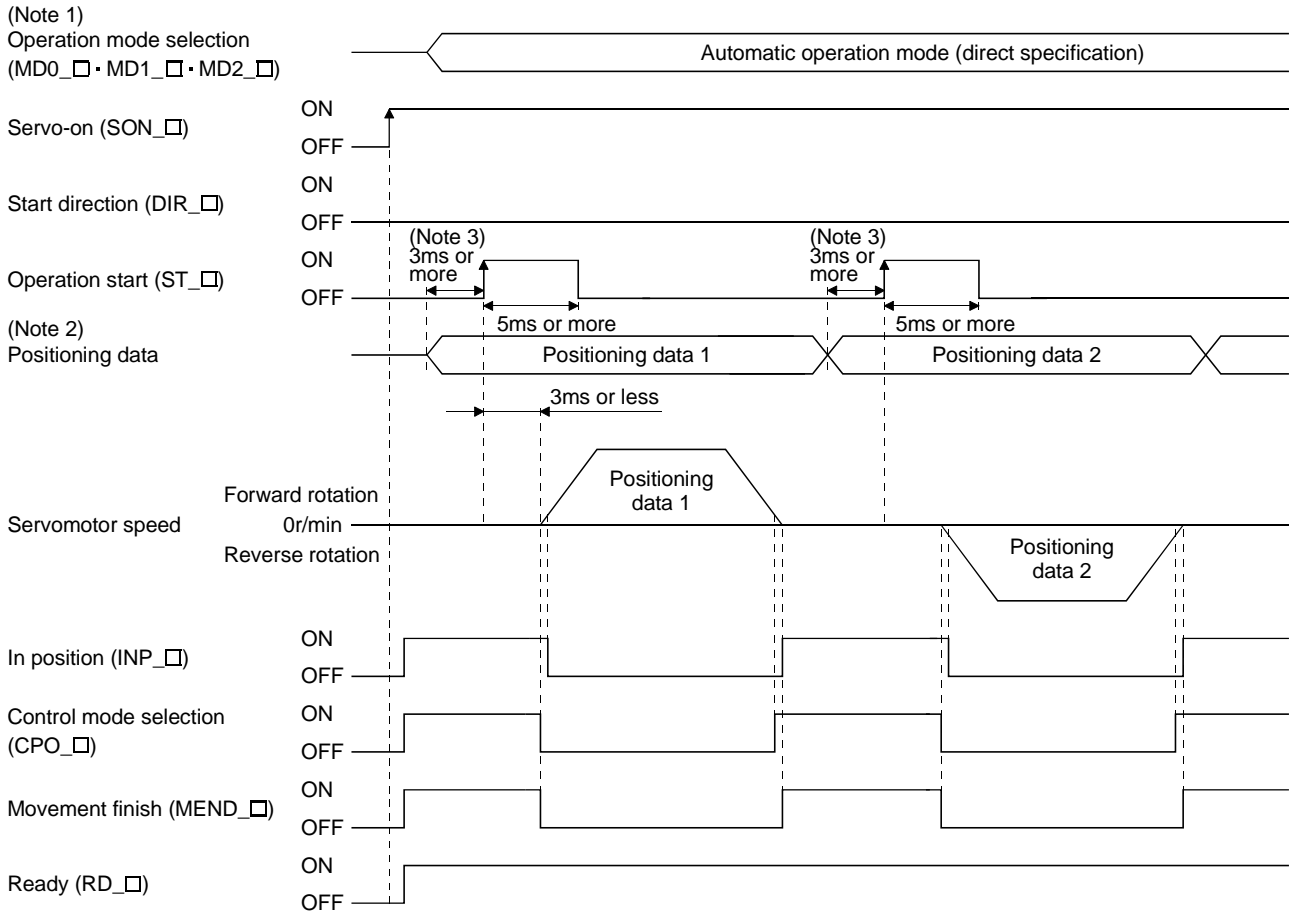 (Note 1)
Operation mode selection
(MD0_□・MD1_□・MD2_□)
Automatic operation mode (direct specification)
Servo-on (SON_□)
ON
OFF
Start direction (DIR_□)
ON
OFF
Operation start (ST_□)
ON
OFF
(Note 3)
3ms or
more
5ms or more
(Note 3)
3ms or
more
5ms or more
(Note 2)
Positioning data
Positioning data 1
Positioning data 2
3ms or less
Servomotor speed
Forward rotation
0r/min
Reverse rotation
Positioning
data 1
Positioning
data 2
In position (INP_□)
ON
OFF
Control mode selection
(CPO_□)
ON
OFF
Movement finish (MEND_□)
ON
OFF
Ready (RD_□)
ON
OFF